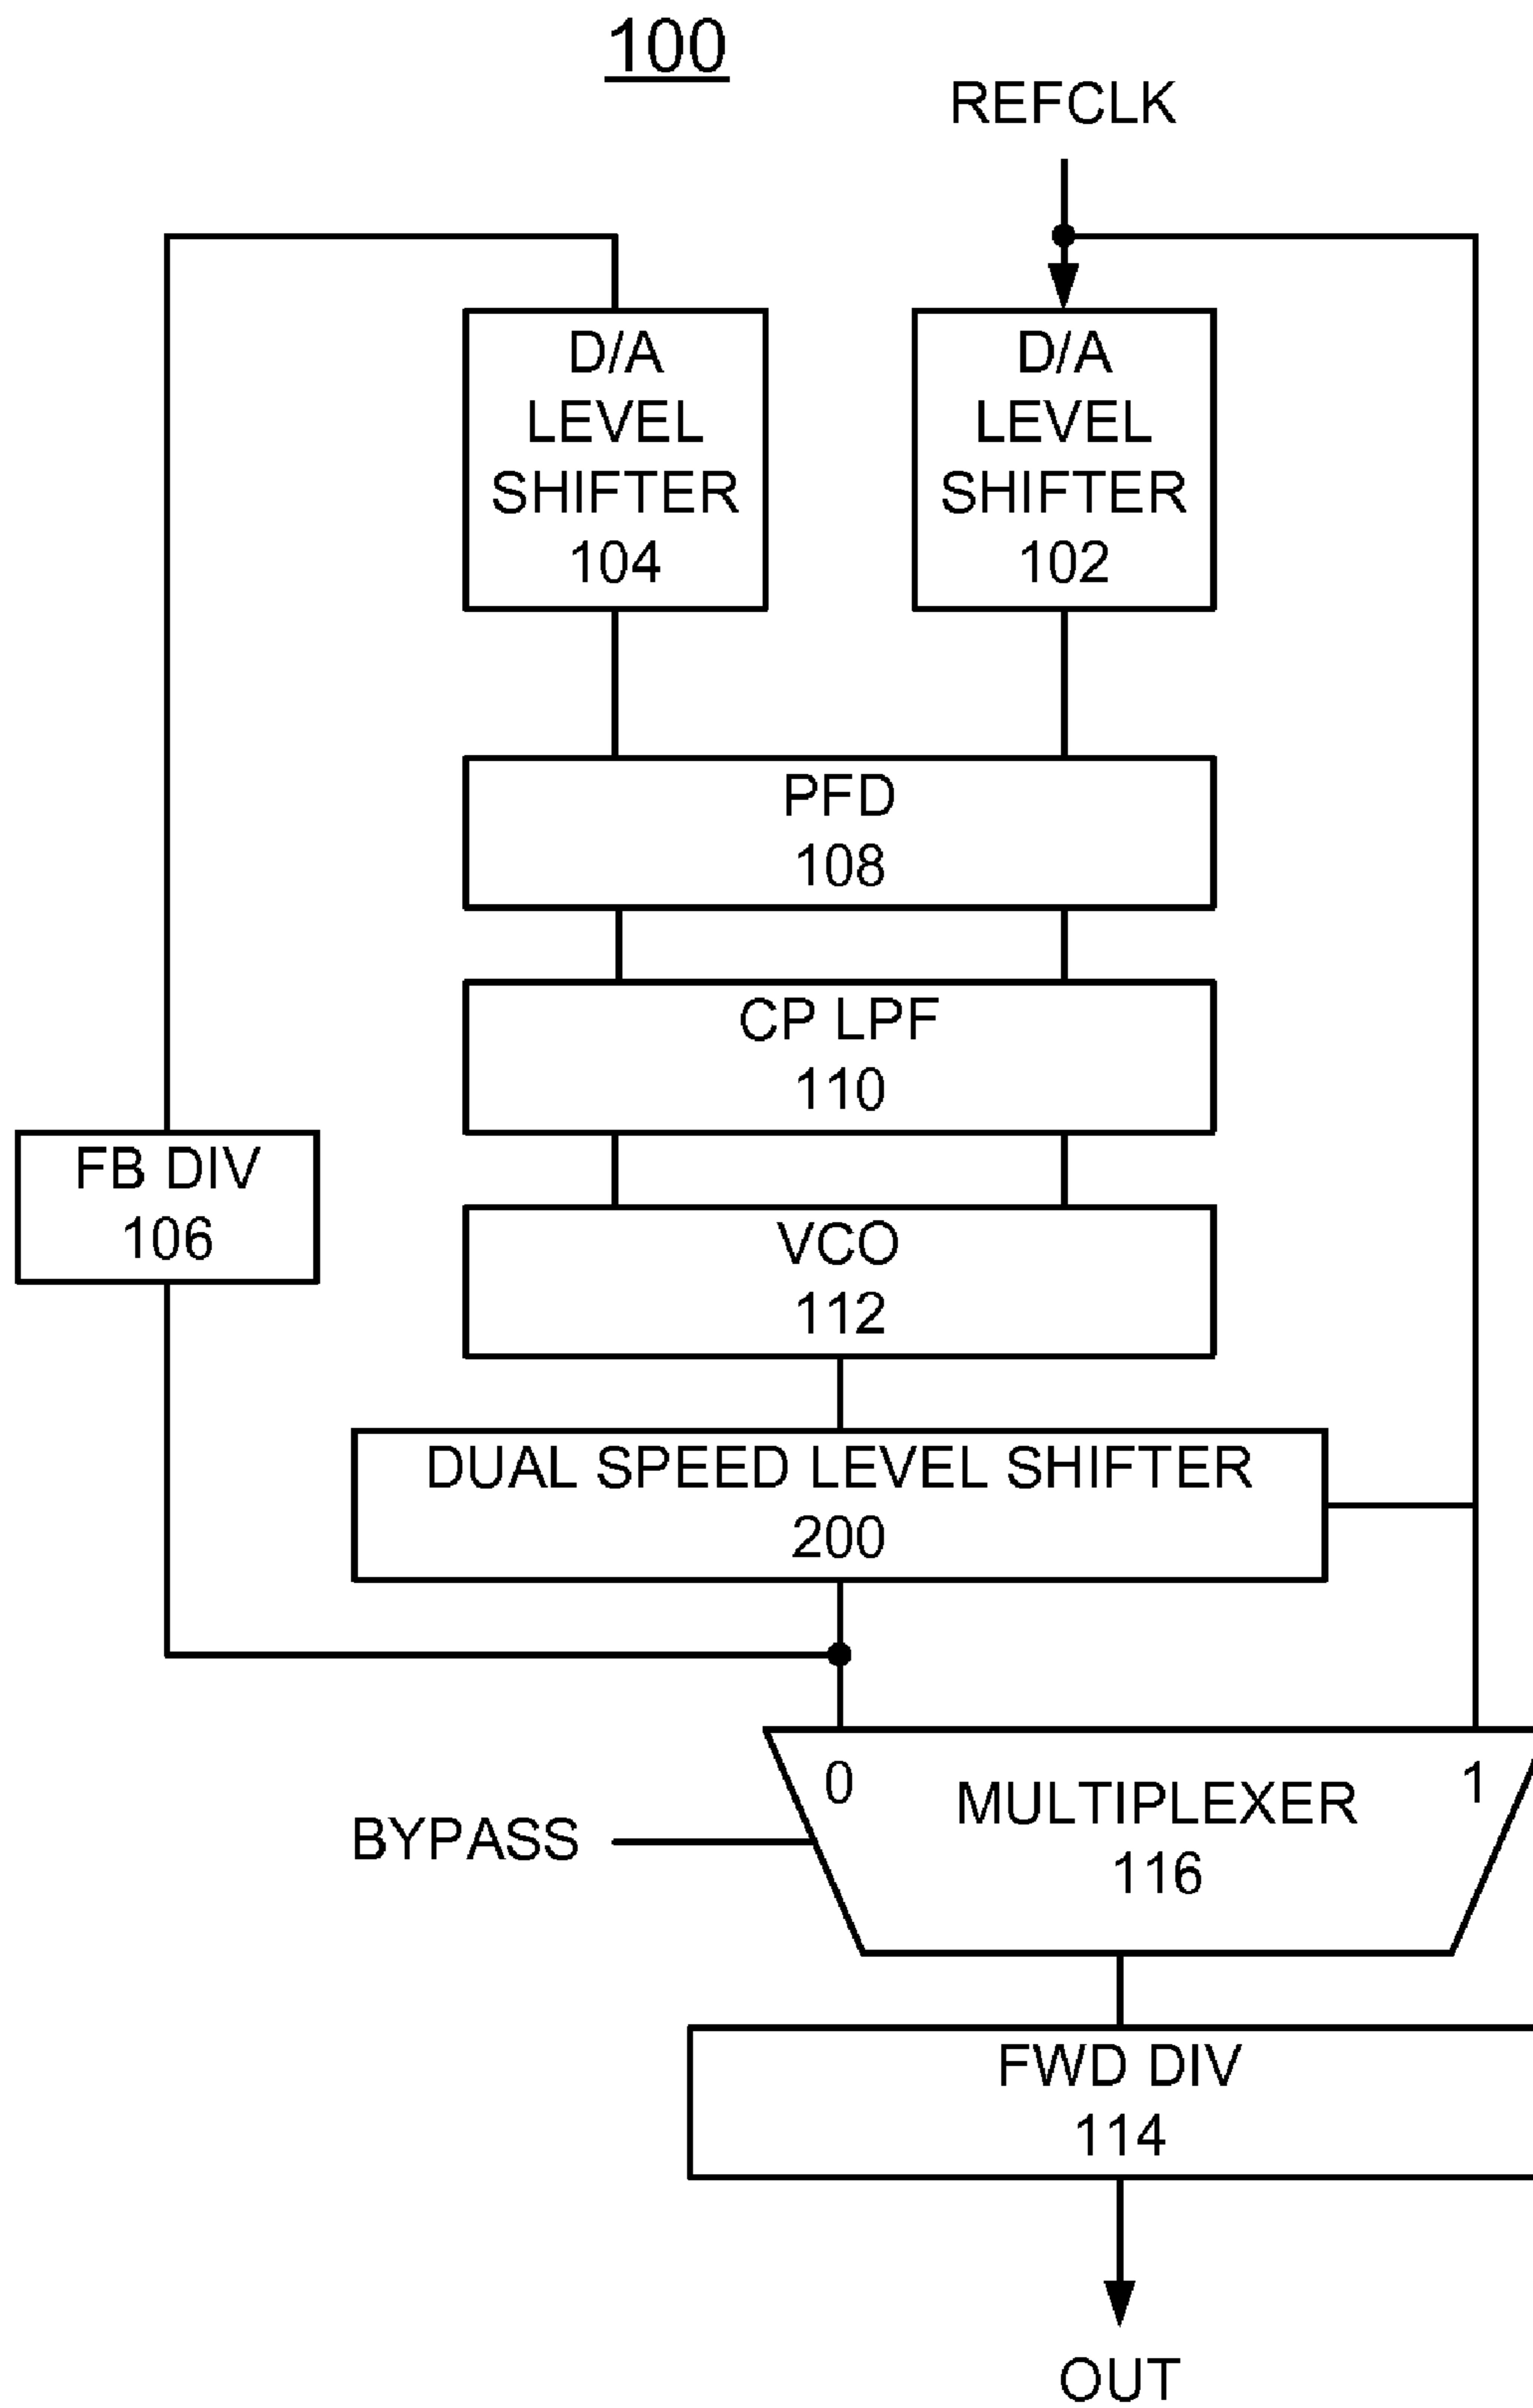 100
REFCLK
D/A
LEVEL
SHIFTER
104
D/A
LEVEL
SHIFTER
102
PFD
108
CP LPF
110
FB DIV
106
VCO
112
DUAL SPEED LEVEL SHIFTER
200
0
1
MULTIPLEXER
116
BYPASS
FWD DIV
114
OUT